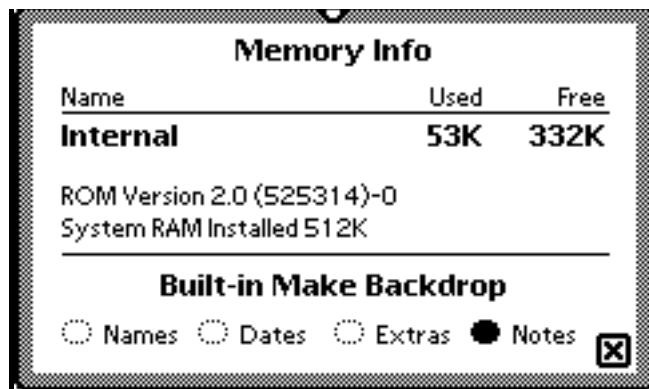 Memory Info
Name Used Free
Internal 53K 332K
ROM Version 2.0 (525314)-0
System RAM Installed 512K
Built-in Make Backdrop
Names Dates Extras Notes